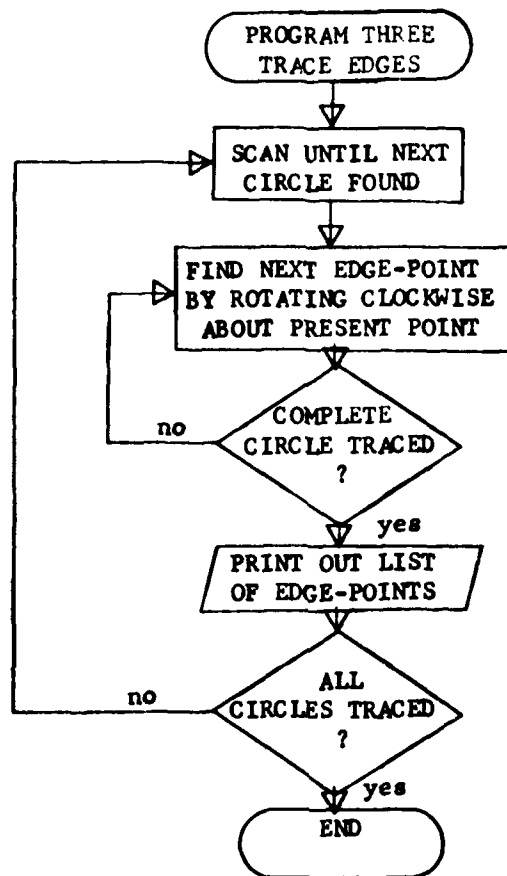 PROGRAM THREE
TRACE EDGES
SCAN UNTIL NEXT
CIRCLE FOUND
FIND NEXT EDGE-POINT
BY ROTATING CLOCKWISE
ABOUT PRESENT POINT
no
COMPLETE
CIRCLE TRACED
?
yes
PRINT OUT LIST
OF EDGE-POINTS
no
ALL
CIRCLES TRACED
?
yes
END